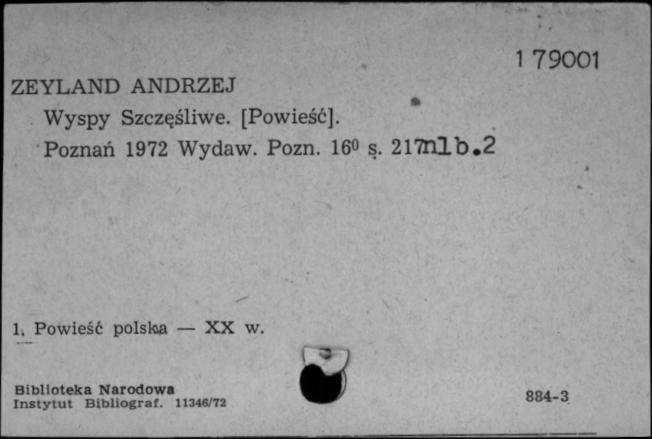 1 79001
ZEYLAND ANDRZEJ
Wyspy Szczęśliwe. [Powieść].
Poznań 1972 Wydaw. Pozn. 16⁰ s. 217nlb.2
1. Powieść polska — XX w.
Biblioteka Narodowa
Instytut Bibliograf. 11346/72
884-3